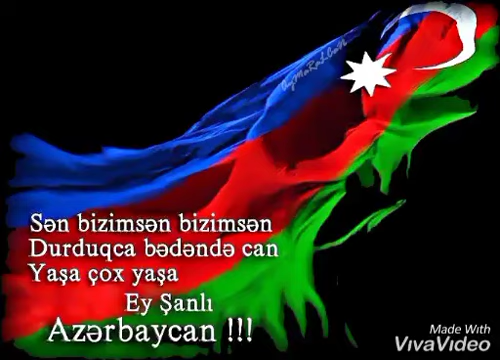 Sən bizimsən bizimsən
Durduqca bədəndə can
Yaşa çox yaşa
Ey Şanlı
Azərbaycan !!!
Made With
VivaVideo